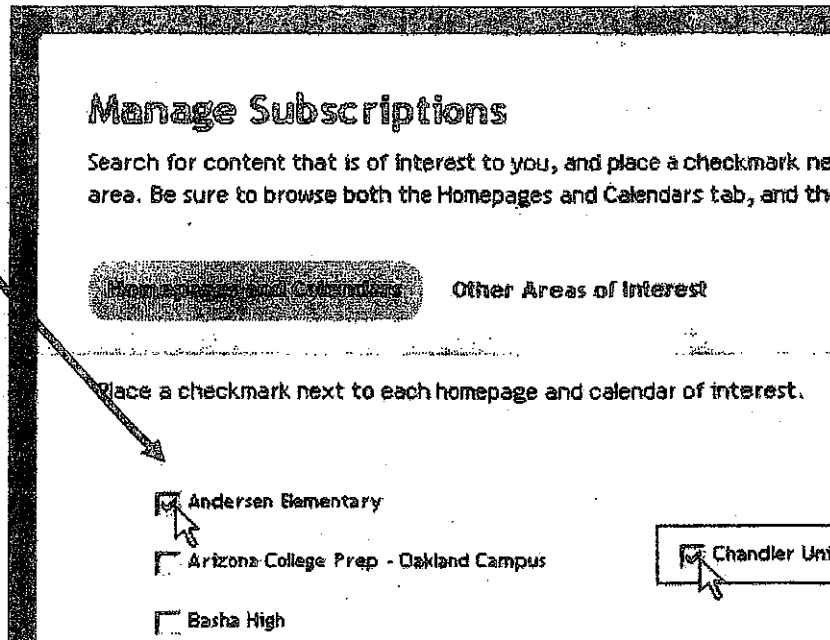 Manage Subscriptions
Search for content that is of interest to you, and place a checkmark ne
area. Be sure to browse both the Homepages and Calendars tab, and th
Homepages and Calendars
Other Areas of Interest
Place a checkmark next to each homepage and calendar of interest.
Andersen Elementary
Arizona College Prep - Oakland Campus
Chandler Uni
Basha High